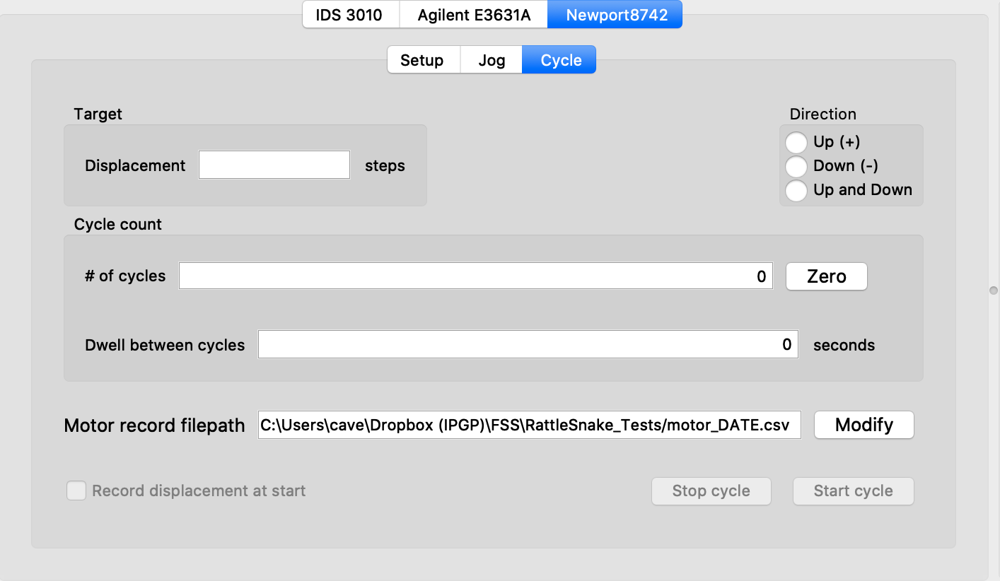 IDS 3010 Agilent E3631A Newport8742
Setup Jog Cycle
Target
Direction
Displacement steps
Up (+)
Down (-)
Up and Down
Cycle count
# of cycles 0 Zero
Dwell between cycles 0 seconds
Motor record filepath C:\Users\cave\Dropbox (IPGP)\FSS\RattleSnake_Tests/motor_DATE.csv Modify
Record displacement at start Stop cycle Start cycle